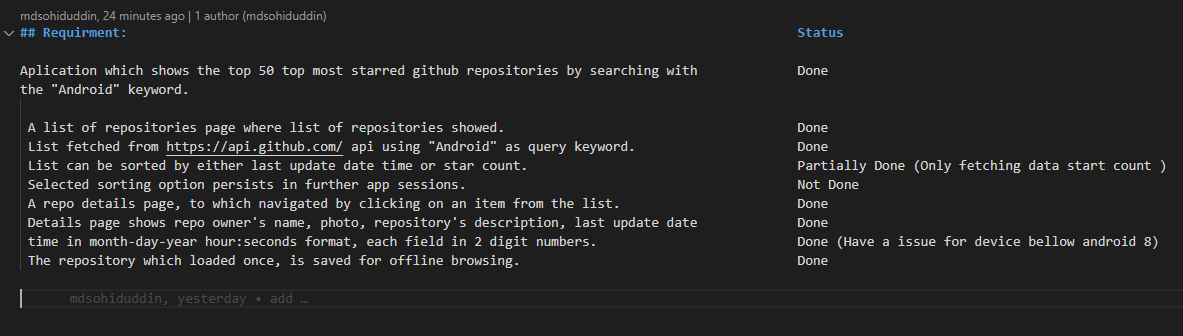 mdsohiduddin, 24 minutes ago | 1 author (mdsohiduddin)
## Requirment: Status
Aplication which shows the top 50 top most starred github repositories by searching with Done
the "Android" keyword.
A list of repositories page where list of repositories showed. Done
List fetched from https://api.github.com/ api using "Android" as query keyword. Done
List can be sorted by either last update date time or star count. Partially Done (Only fetching data start count )
Selected sorting option persists in further app sessions. Not Done
A repo details page, to which navigated by clicking on an item from the list. Done
Details page shows repo owner's name, photo, repository's description, last update date Done
time in month-day-year hour:seconds format, each field in 2 digit numbers. Done (Have a issue for device bellow android 8)
The repository which loaded once, is saved for offline browsing. Done
mdsohiduddin, yesterday • add …